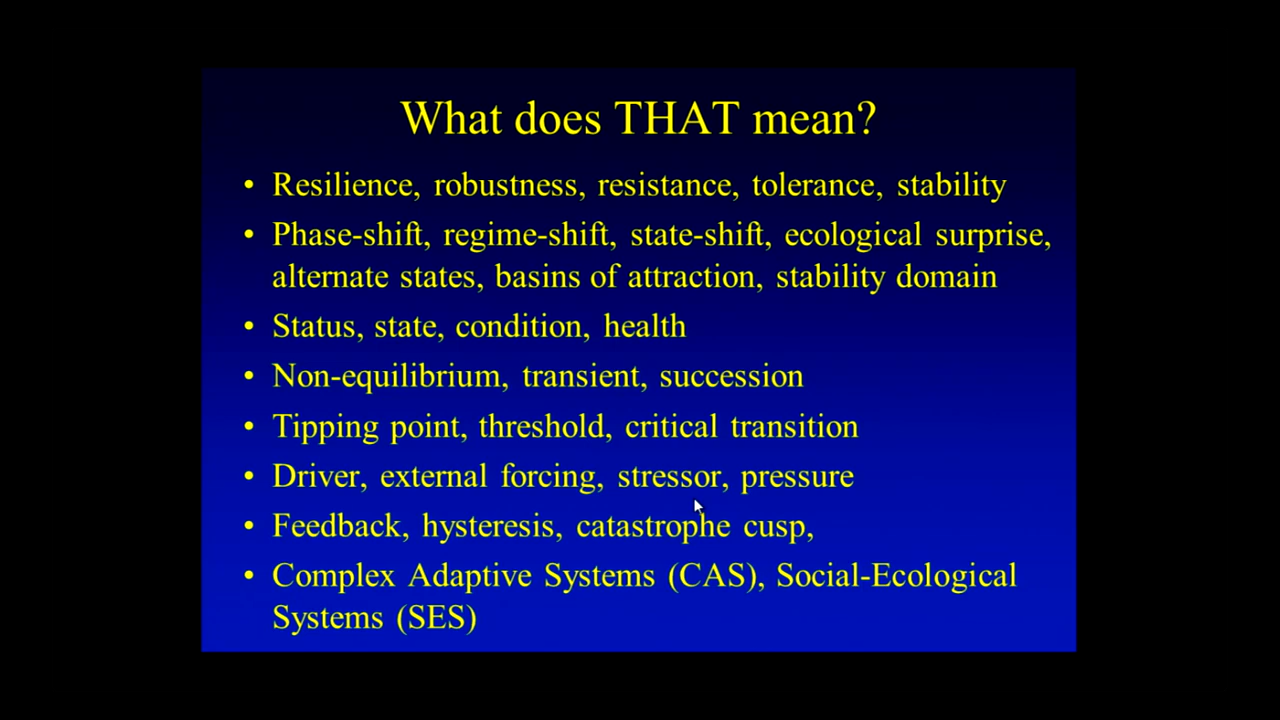 What does THAT mean?
• Resilience, robustness, resistance, tolerance, stability
• Phase-shift, regime-shift, state-shift, ecological surprise,
alternate states, basins of attraction, stability domain
• Status, state, condition, health
• Non-equilibrium, transient, succession
• Tipping point, threshold, critical transition
• Driver, external forcing, stressor, pressure
• Feedback, hysteresis, catastrophe cusp,
• Complex Adaptive Systems (CAS), Social-Ecological
Systems (SES)